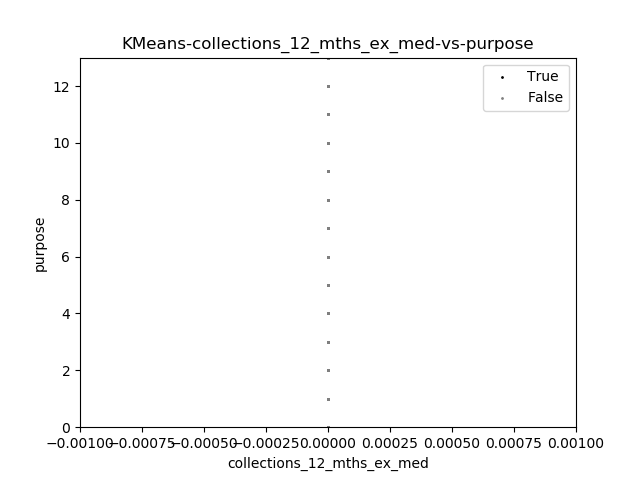 KMeans-collections_12_mths_ex_med-vs-purpose
True
False
12
10
8
6
4
2
0
purpose
−0.00100 −0.00075 −0.00050 −0.00025 0.00000 0.00025 0.00050 0.00075 0.00100
collections_12_mths_ex_med